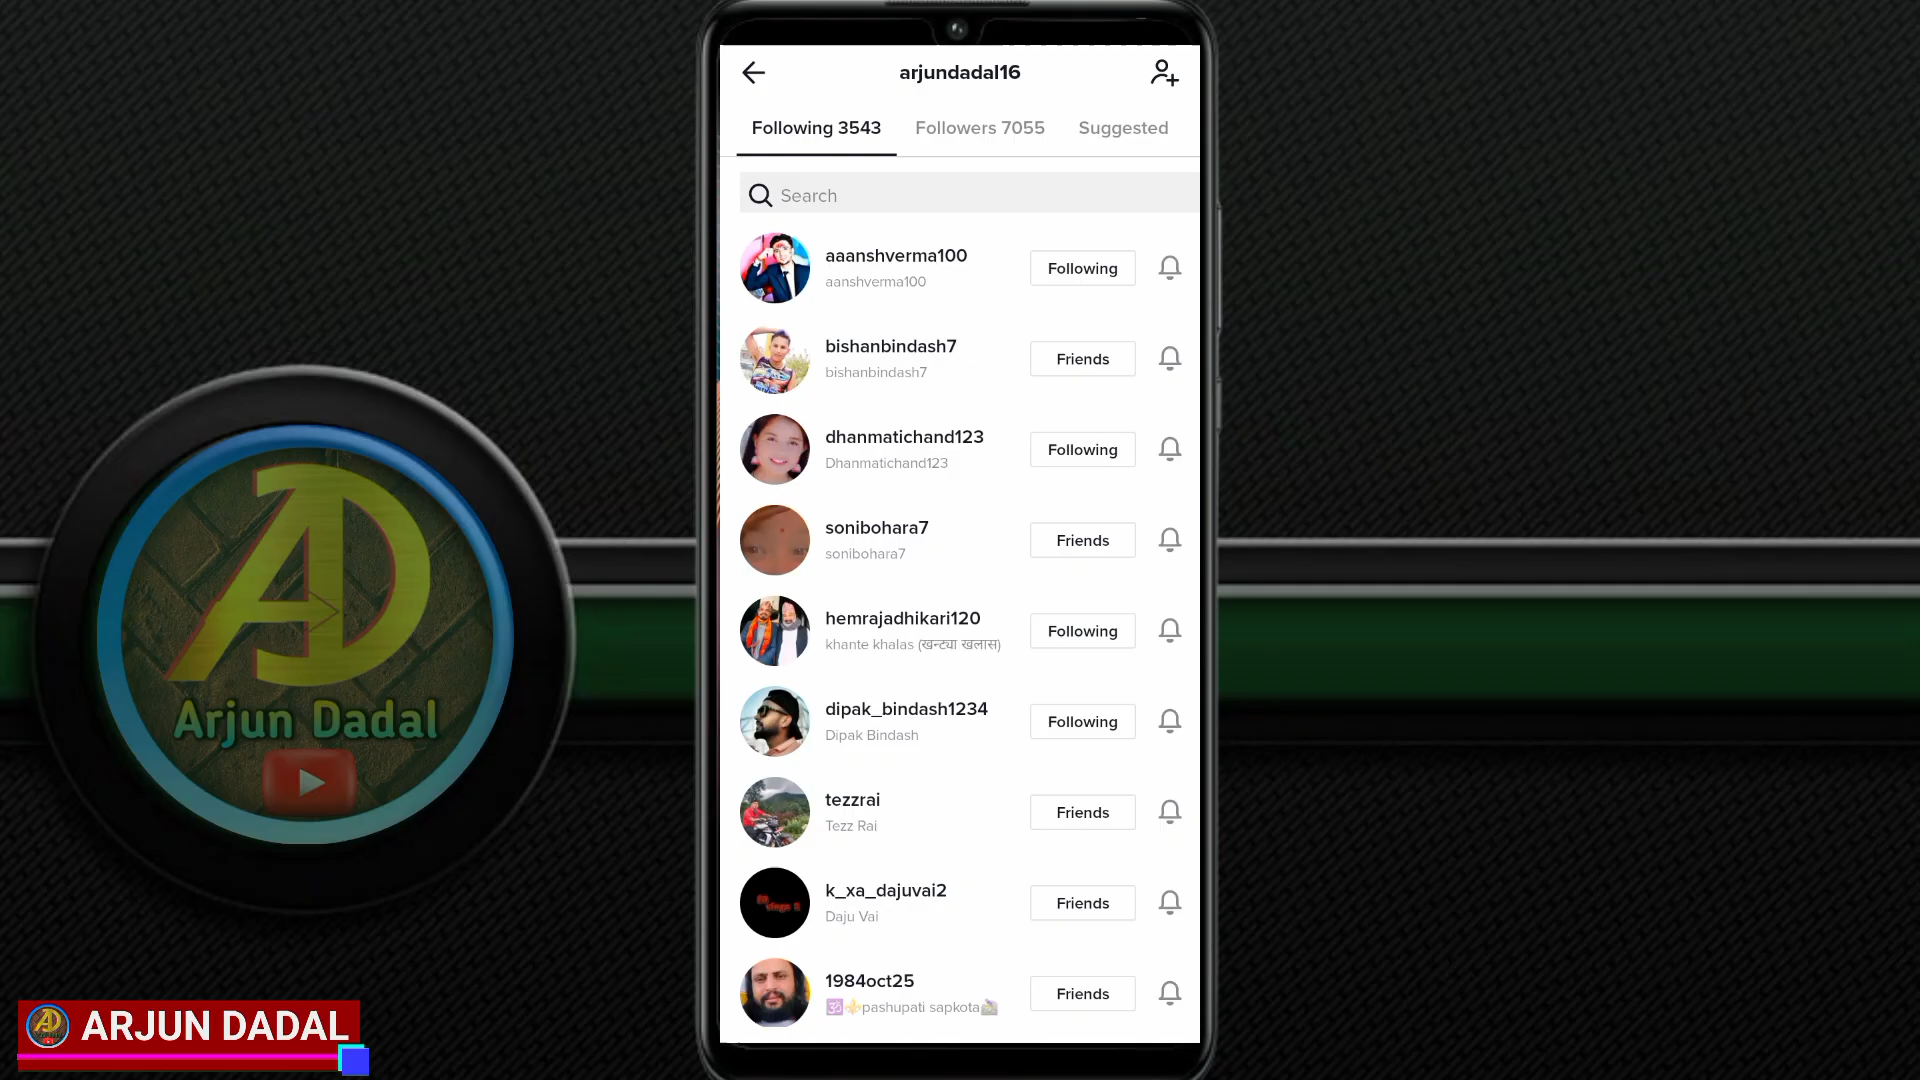 arjundadal16
Following 3543 Followers 7055 Suggested
Search
aaanshverma100
aanshverma100
Following
bishanbindash7
bishanbindash7
Friends
dhanmatichand123
Dhanmatichand123
Following
sonibohara7
sonibohara7
Friends
hemrajadhikari120
khante khalas (खन्ट्या खलास)
Following
dipak_bindash1234
Dipak Bindash
Following
tezzrai
Tezz Rai
Friends
k_xa_dajuvai2
Daju Vai
Friends
1984oct25
🕉️⚜️pashupati sapkota🚵
Friends
AD
Arjun Dadal
ARJUN DADAL